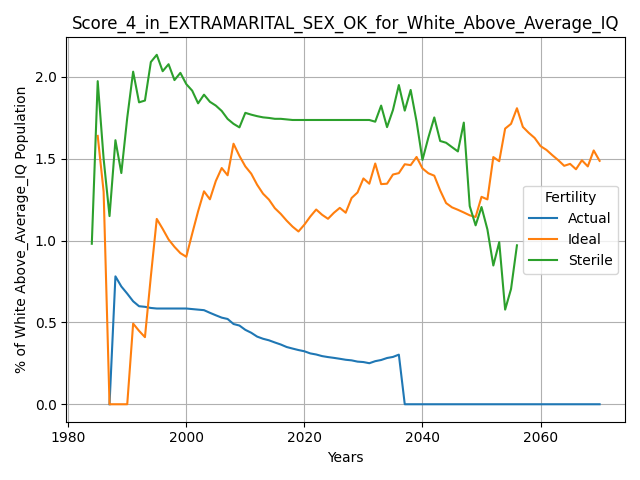 Score_4_in_EXTRAMARITAL_SEX_OK_for_White_Above_Average_IQ
% of White Above_Average_IQ Population
2.0
1.5
1.0
0.5
0.0
Fertility
Actual
Ideal
Sterile
1980
2000
2020
2040
2060
Years